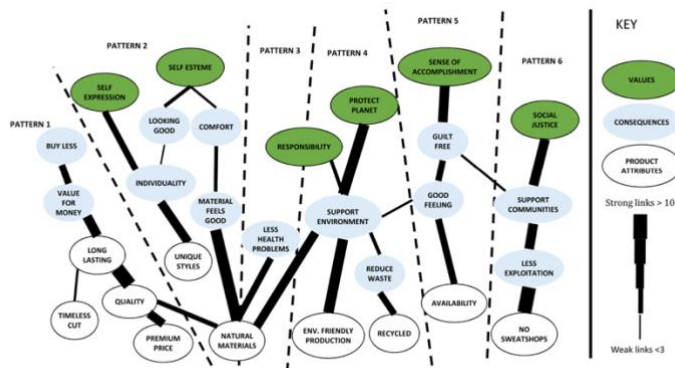 PATTERN 1
PATTERN 2
PATTERN 3
PATTERN 4
PATTERN 5
PATTERN 6
KEY
SELF
EXPRESSION
SELF ESTEME
SENSE OF
ACCOMPLISHMENT
PROTECT
PLANET
RESPONSIBILITY
SOCIAL
JUSTICE
VALUES
CONSEQUENCES
PRODUCT
ATTRIBUTES
Strong links > 10
Weak links <3
BUY LESS
VALUE
FOR
MONEY
LONG
LASTING
TIMELESS
CUT
QUALITY
PREMIUM
PRICE
LOOKING
GOOD
COMFORT
INDIVIDUALITY
MATERIAL
FEELS
GOOD
UNIQUE
STYLES
NATURAL
MATERIALS
LESS
HEALTH
PROBLEMS
SUPPORT
ENVIRONMENT
ENV. FRIENDLY
PRODUCTION
REDUCE
WASTE
RECYCLED
GUILT
FREE
GOOD
FEELING
AVAILABILITY
SUPPORT
COMMUNITIES
LESS
EXPLOITATION
NO
SWEATSHOPS